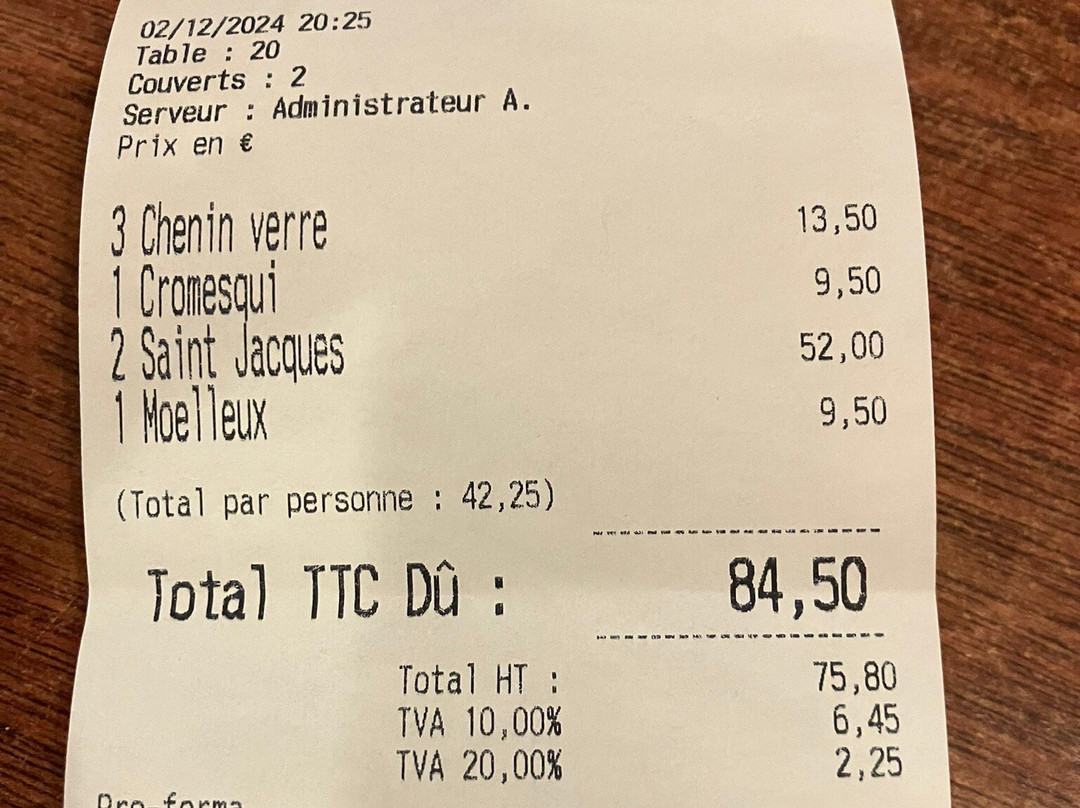 02/12/2024 20:25
Table : 20
Couverts : 2
Serveur : Administrateur A.
Prix en €
3 Chenin verre 13,50
1 Cromesqui 9,50
2 Saint Jacques 52,00
1 Moelleux 9,50
(Total par personne : 42,25)
Total TTC Dû : 84,50
Total HT : 75,80
TVA 10,00% 6,45
TVA 20,00% 2,25
Pro-forma